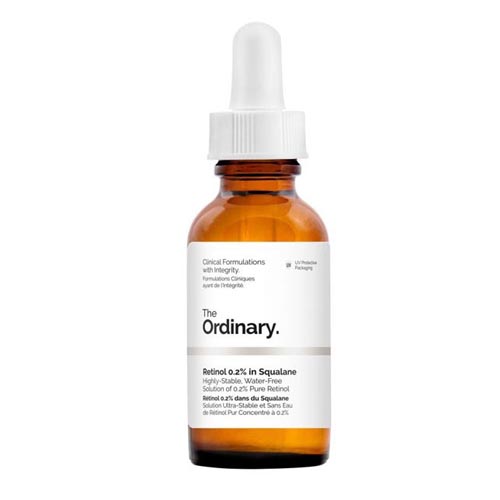 Clinical Formulations
with Integrity.
Formulations Cliniques
ayant de l'Intégrité.
UV Protective
Packaging
The
Ordinary.
Retinol 0.2% in Squalane
Highly-Stable, Water-Free
Solution of 0.2% Pure Retinol
Rétinol 0.2% dans du Squalane
Solution Ultra-Stable et Sans Eau
de Rétinol Pur Concentré à 0.2%